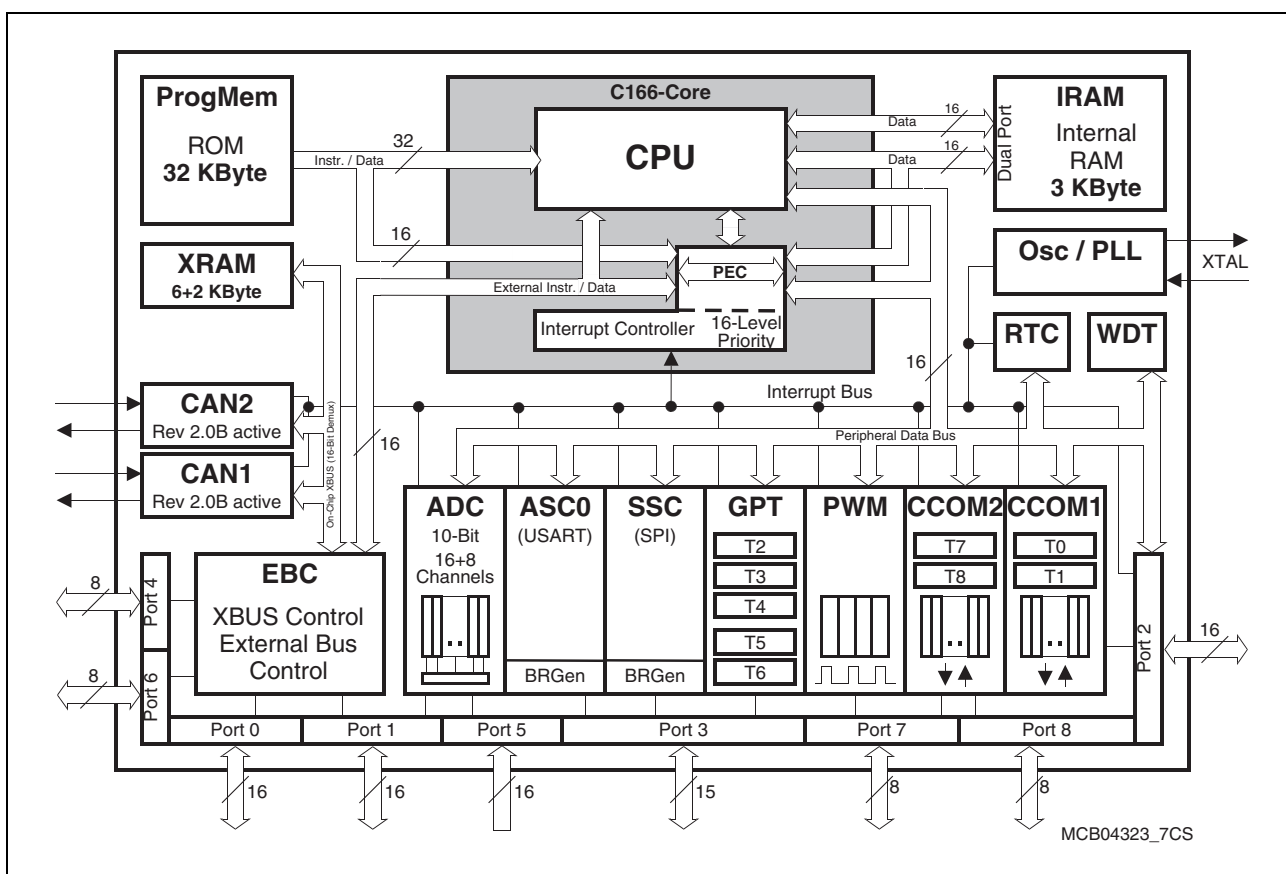 C166-Core
ProgMem
ROM
32 KByte
32
Instr. / Data
CPU
16
Data
16
Data
Dual Port
IRAM
Internal
RAM
3 KByte
XRAM
6+2 KByte
16
PEC
External Instr. / Data
Interrupt Controller
16-Level
Priority
Osc / PLL
XTAL
RTC
WDT
16
Interrupt Bus
Peripheral Data Bus
CAN2
Rev 2.0B active
CAN1
Rev 2.0B active
On-Chip XBUS (16-Bit Demux)
16
EBC
XBUS Control
External Bus
Control
ADC
10-Bit
16+8
Channels
ASC0
(USART)
BRGen
SSC
(SPI)
BRGen
GPT
T2
T3
T4
T5
T6
PWM
CCOM2
T7
T8
CCOM1
T0
T1
8
Port 4
8
Port 6
Port 2
16
Port 0
Port 1
Port 5
Port 3
Port 7
Port 8
16
16
16
15
8
8
MCB04323_7CS